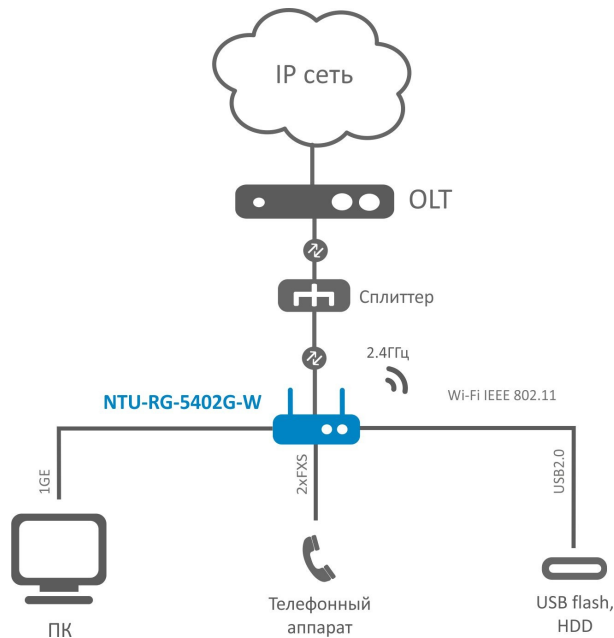 IP сеть
OLT
Сплиттер
2.4ГГц
Wi-Fi IEEE 802.11
NTU-RG-5402G-W
1GE
2xFXS
USB2.0
ПК
Телефонный
аппарат
USB flash,
HDD